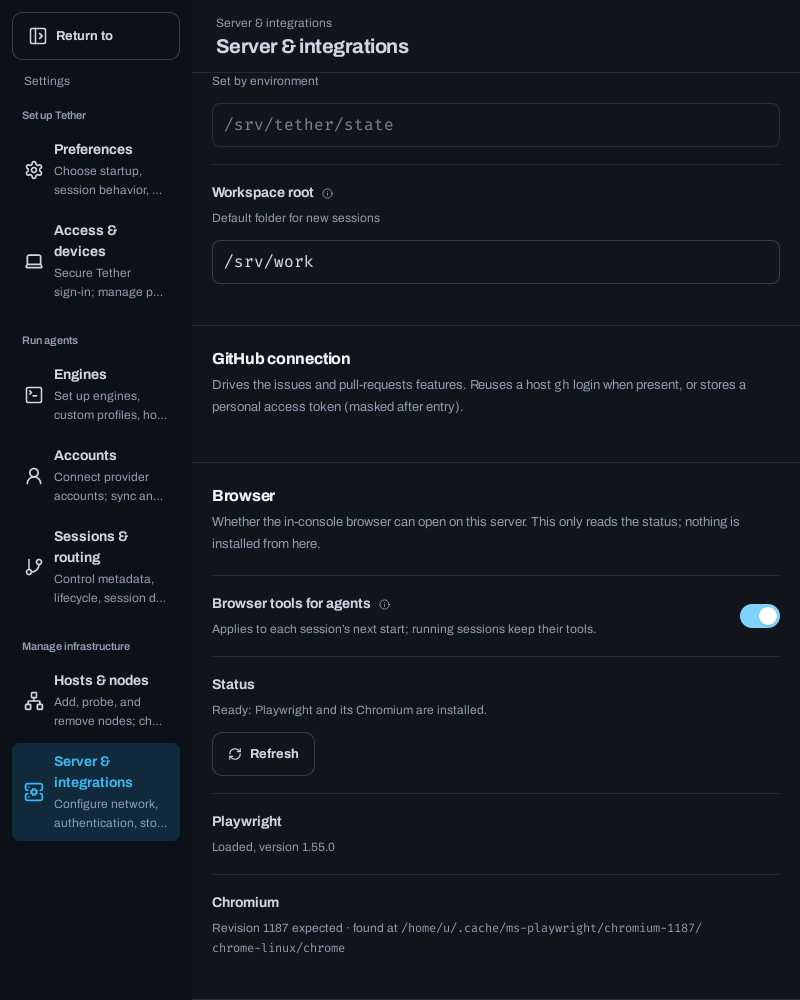 Return to
Settings
Set up Tether
Preferences
Choose startup,
session behavior, ...
Access &
devices
Secure Tether
sign-in; manage p...
Run agents
Engines
Set up engines,
custom profiles, ho...
Accounts
Connect provider
accounts; sync an...
Sessions &
routing
Control metadata,
lifecycle, session d...
Manage infrastructure
Hosts & nodes
Add, probe, and
remove nodes; ch...
Server &
integrations
Configure network,
authentication, sto...
Server & integrations
Server & integrations
Set by environment
/srv/tether/state
Workspace root
Default folder for new sessions
/srv/work
GitHub connection
Drives the issues and pull-requests features. Reuses a host gh login when present, or stores a
personal access token (masked after entry).
Browser
Whether the in-console browser can open on this server. This only reads the status; nothing is
installed from here.
Browser tools for agents
Applies to each session's next start; running sessions keep their tools.
Status
Ready: Playwright and its Chromium are installed.
Refresh
Playwright
Loaded, version 1.55.0
Chromium
Revision 1187 expected · found at /home/u/.cache/ms-playwright/chromium-1187/
chrome-linux/chrome